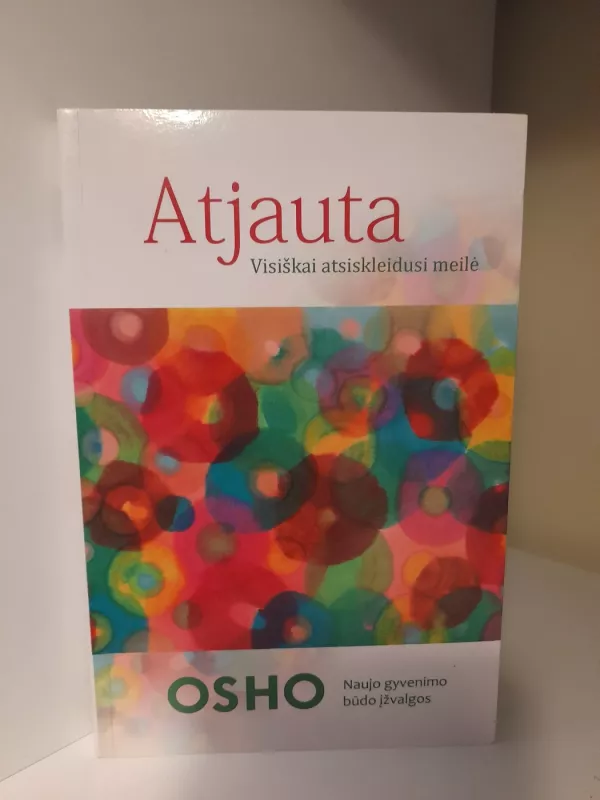 Atjauta
Visiškai atsiskleidusi meilė
OSHO
Naujo gyvenimo
būdo įžvalgos